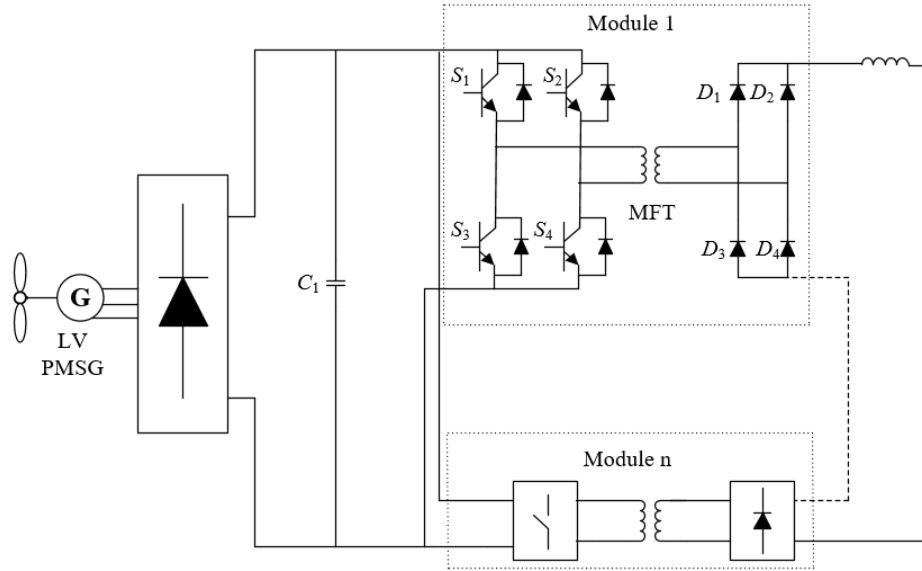 Module 1
S1
S2
D1
D2
MFT
S3
S4
D3
D4
C1
G
LV
PMSG
Module n